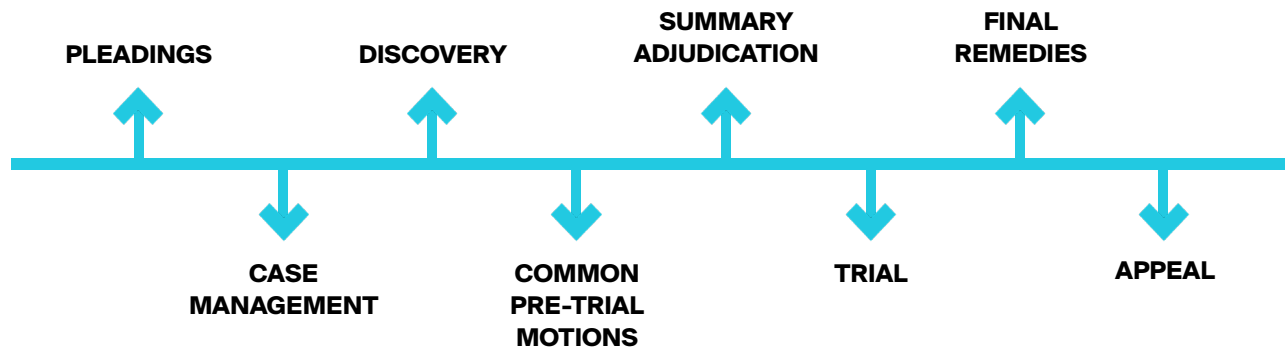 PLEADINGS
DISCOVERY
SUMMARY
ADJUDICATION
FINAL
REMEDIES
CASE
MANAGEMENT
COMMON
PRE-TRIAL
MOTIONS
TRIAL
APPEAL